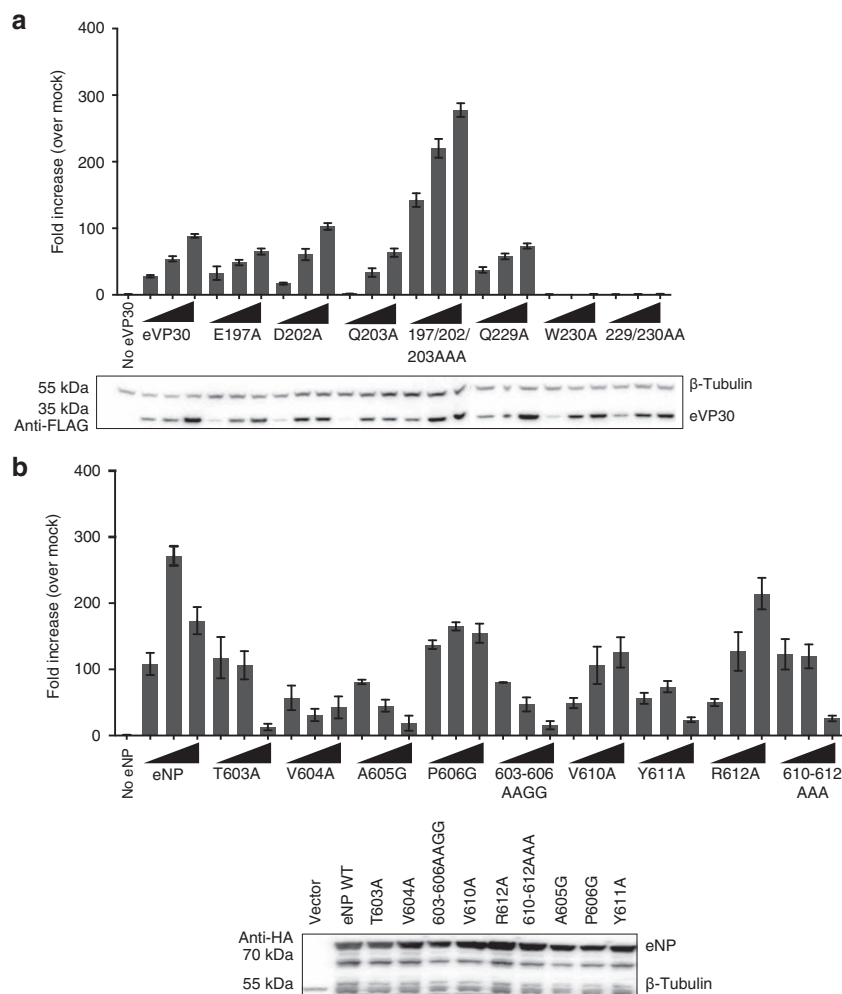 a
400
300
200
100
0
Fold increase (over mock)
No eVP30
eVP30
E197A
D202A
Q203A
197/202/
203AAA
Q229A
W230A
229/230AA
55 kDa
35 kDa
Anti-FLAG
β-Tubulin
eVP30
b
400
300
200
100
0
Fold increase (over mock)
No eNP
eNP
T603A
V604A
A605G
P606G
603-606
AAGG
V610A
Y611A
R612A
610-612
AAA
Vector
eNP WT
T603A
V604A
603-606AAGG
V610A
R612A
610-612AAA
A605G
P606G
Y611A
Anti-HA
70 kDa
55 kDa
eNP
β-Tubulin